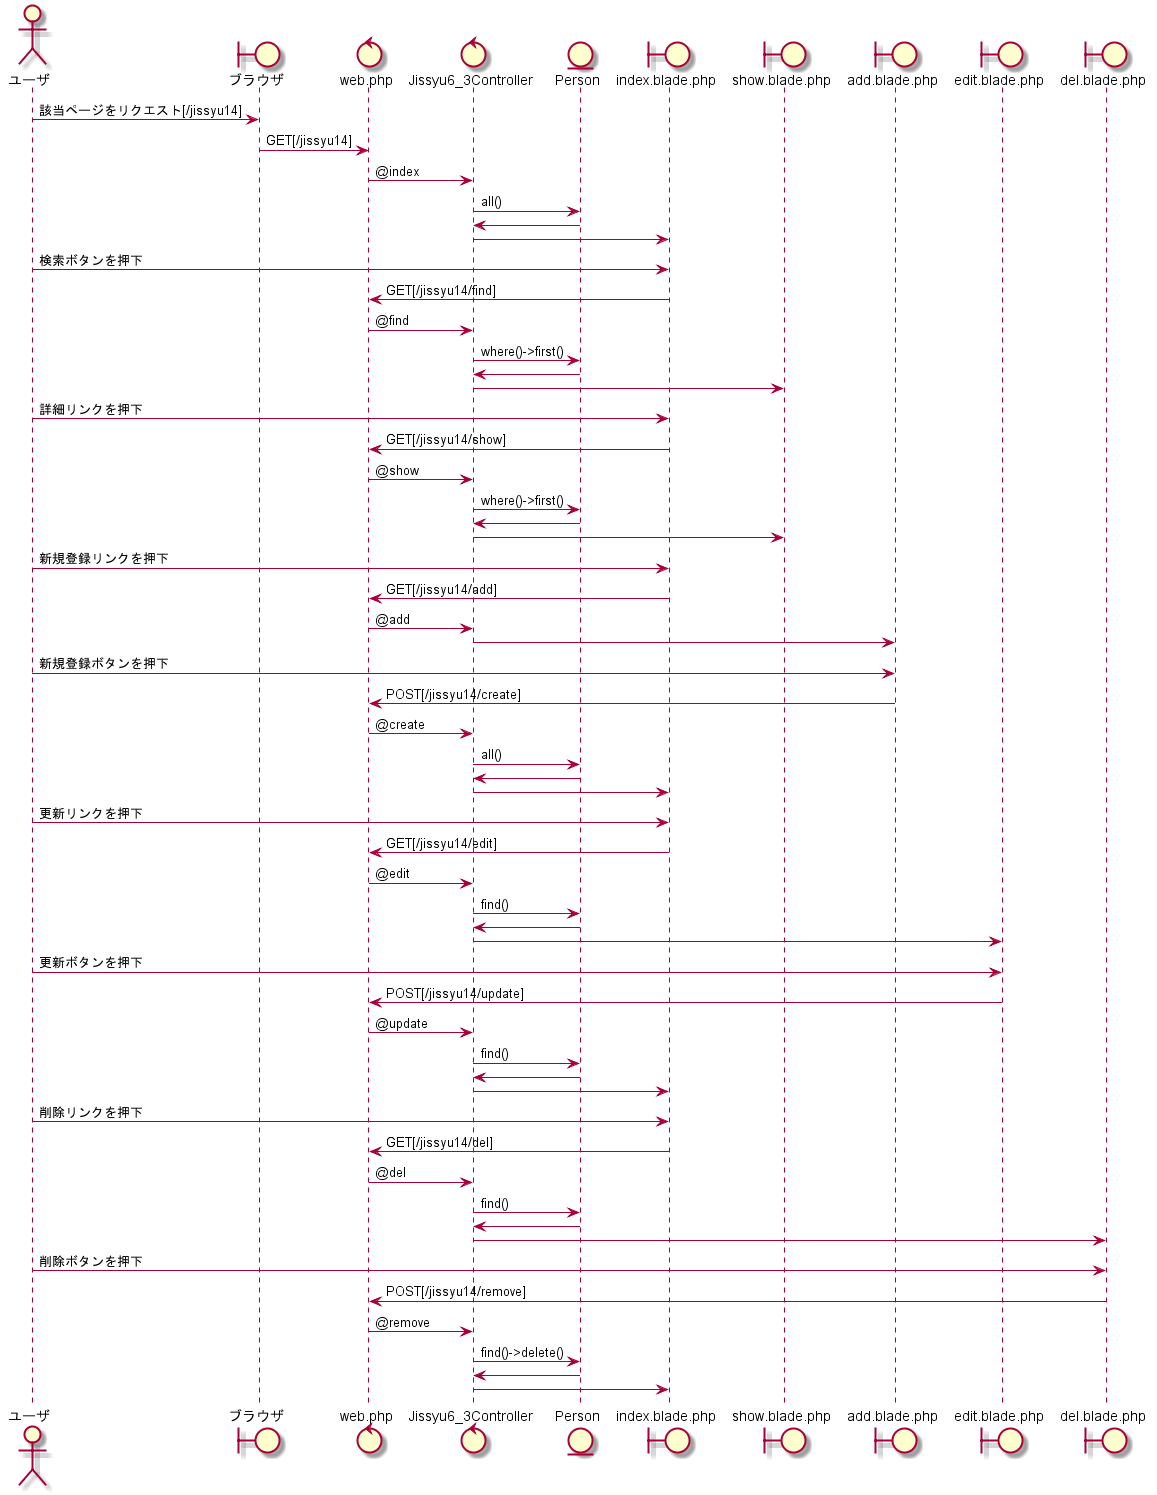 ユーザ ブラウザ web.php Jissyu6_3Controller Person index.blade.php show.blade.php add.blade.php edit.blade.php del.blade.php
該当ページをリクエスト[/jissyu14]
GET[/jissyu14]
@index
all()
検索ボタンを押下
GET[/jissyu14/find]
@find
where()->first()
詳細リンクを押下
GET[/jissyu14/show]
@show
where()->first()
新規登録リンクを押下
GET[/jissyu14/add]
@add
新規登録ボタンを押下
POST[/jissyu14/create]
@create
all()
更新リンクを押下
GET[/jissyu14/edit]
@edit
find()
更新ボタンを押下
POST[/jissyu14/update]
@update
find()
削除リンクを押下
GET[/jissyu14/del]
@del
find()
削除ボタンを押下
POST[/jissyu14/remove]
@remove
find()->delete()
ユーザ ブラウザ web.php Jissyu6_3Controller Person index.blade.php show.blade.php add.blade.php edit.blade.php del.blade.php